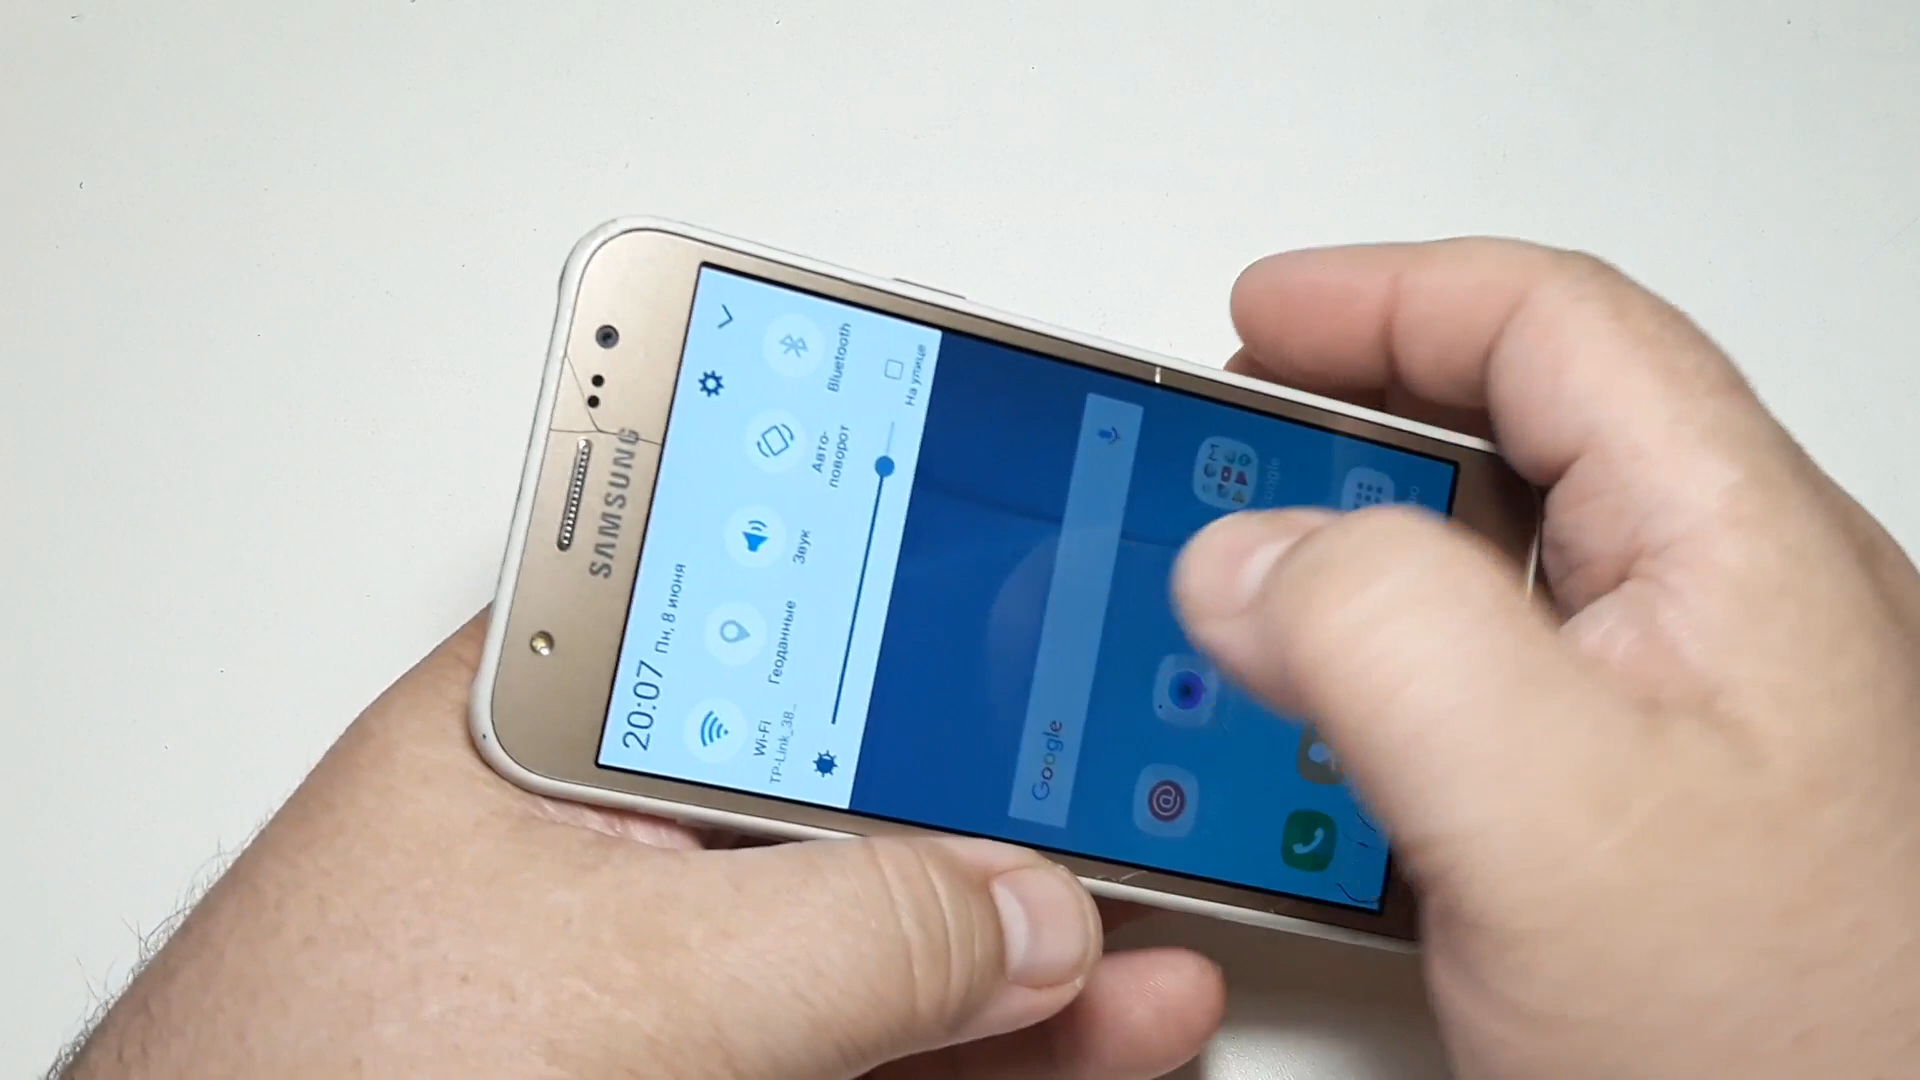 SAMSUNG
20:07 Пн, 8 июня
Wi-Fi
TP-Link_38...
Геоданные
Звук
Авто-
поворот
Bluetooth
На улице
Google